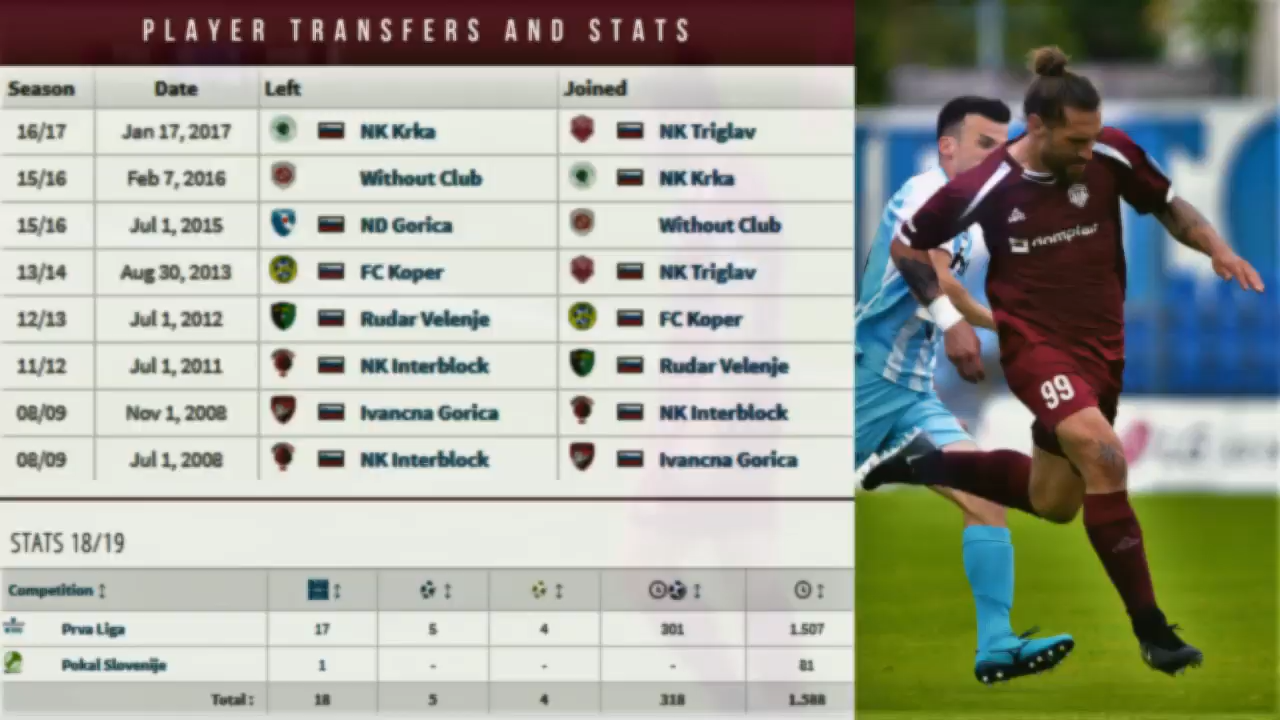 PLAYER TRANSFERS AND STATS
Season Date Left Joined
16/17 Jan 17, 2017 NK Krka NK Triglav
15/16 Feb 7, 2016 Without Club NK Krka
15/16 Jul 1, 2015 ND Gorica Without Club
13/14 Aug 30, 2013 FC Koper NK Triglav
12/13 Jul 1, 2012 Rudar Velenje FC Koper
11/12 Jul 1, 2011 NK Interblock Rudar Velenje
08/09 Nov 1, 2008 Ivancna Gorica NK Interblock
08/09 Jul 1, 2008 NK Interblock Ivancna Gorica
STATS 18/19
Competition
Prva Liga 17 5 4 301 1.507
Pokal Slovenije 1 - - - 81
Total: 18 5 4 318 1.588
domplan
99